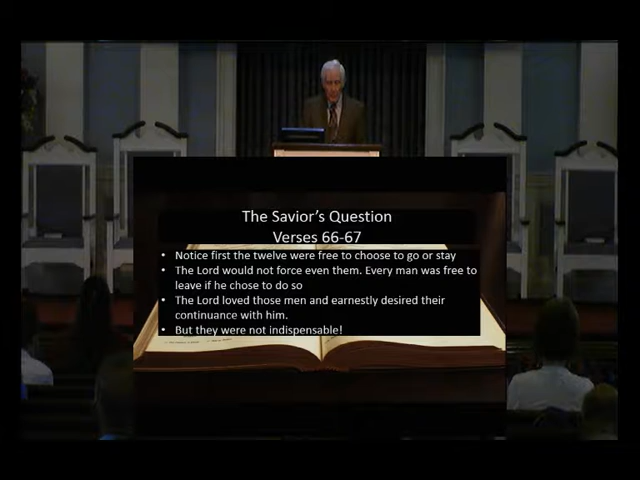 The Savior's Question
Verses 66-67
• Notice first the twelve were free to choose to go or stay
• The Lord would not force even them. Every man was free to
leave if he chose to do so
• The Lord loved those men and earnestly desired their
continuance with him.
• But they were not indispensable!